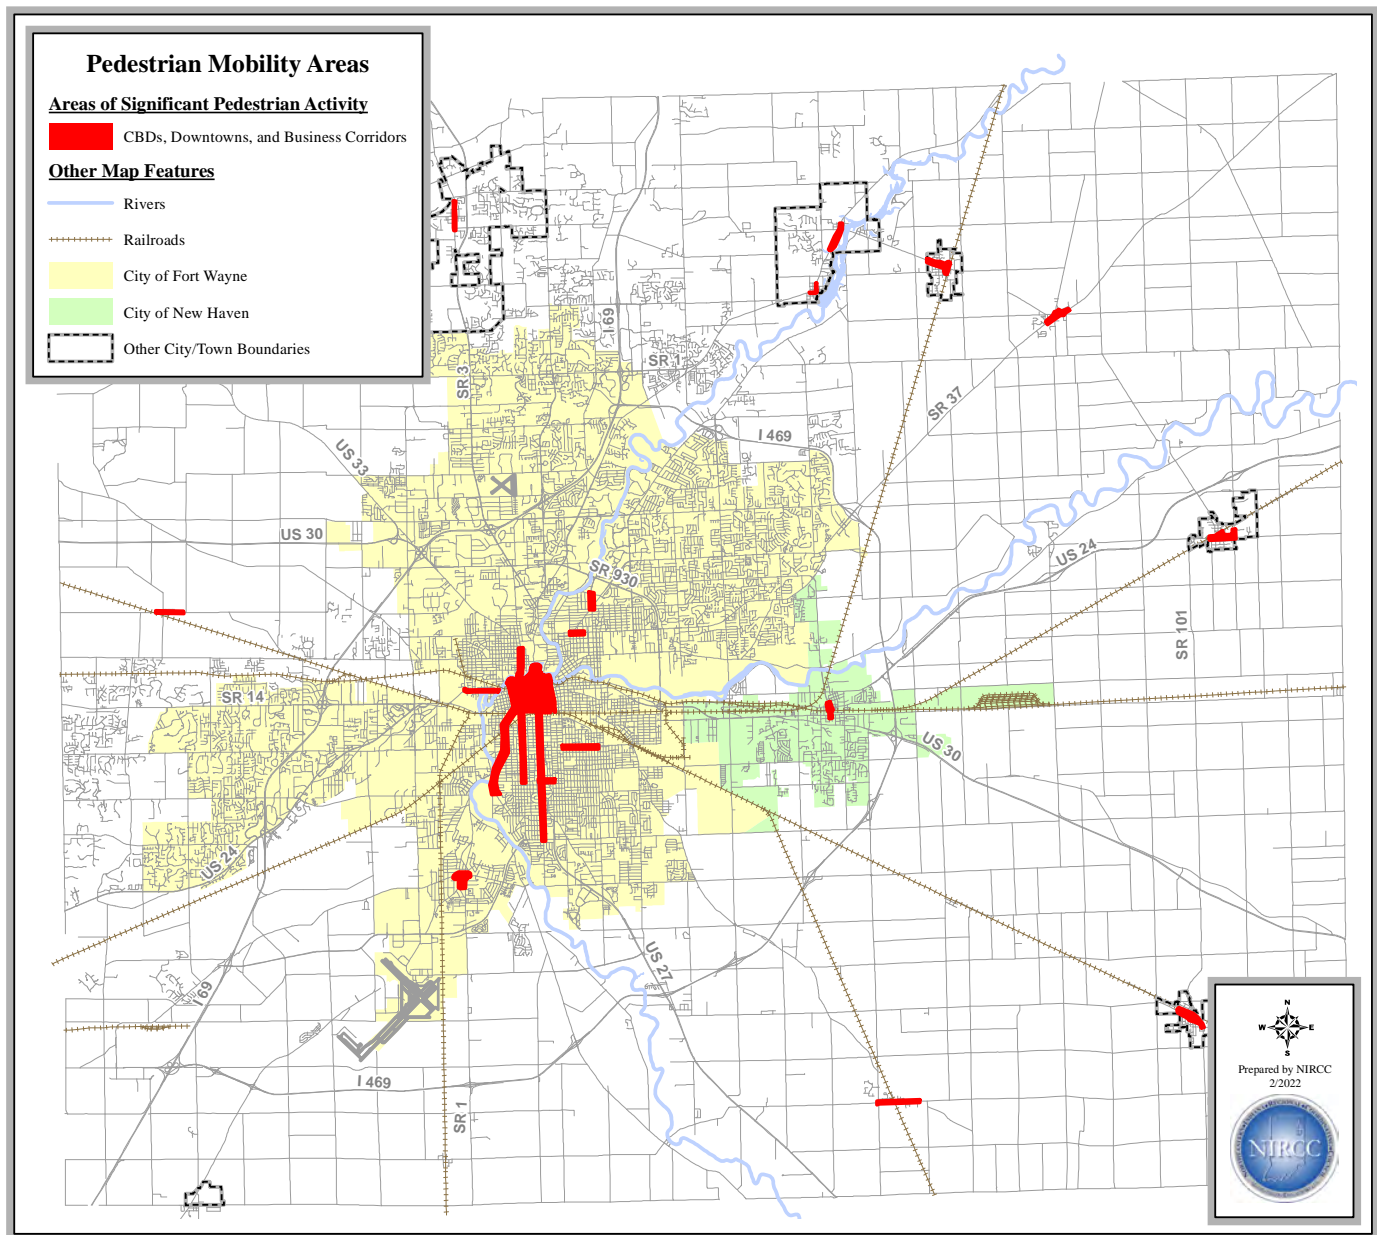 Pedestrian Mobility Areas
Areas of Significant Pedestrian Activity
CBDs, Downtowns, and Business Corridors
Other Map Features
Rivers
Railroads
City of Fort Wayne
City of New Haven
Other City/Town Boundaries
I 69
SR 1
SR 3
SR 37
I 469
US 33
US 30
SR 930
US 24
SR 101
SR 14
US 30
US 24
US 27
I 69
I 469
SR 1
N
W E
S
Prepared by NIRCC
2/2022
NIRCC